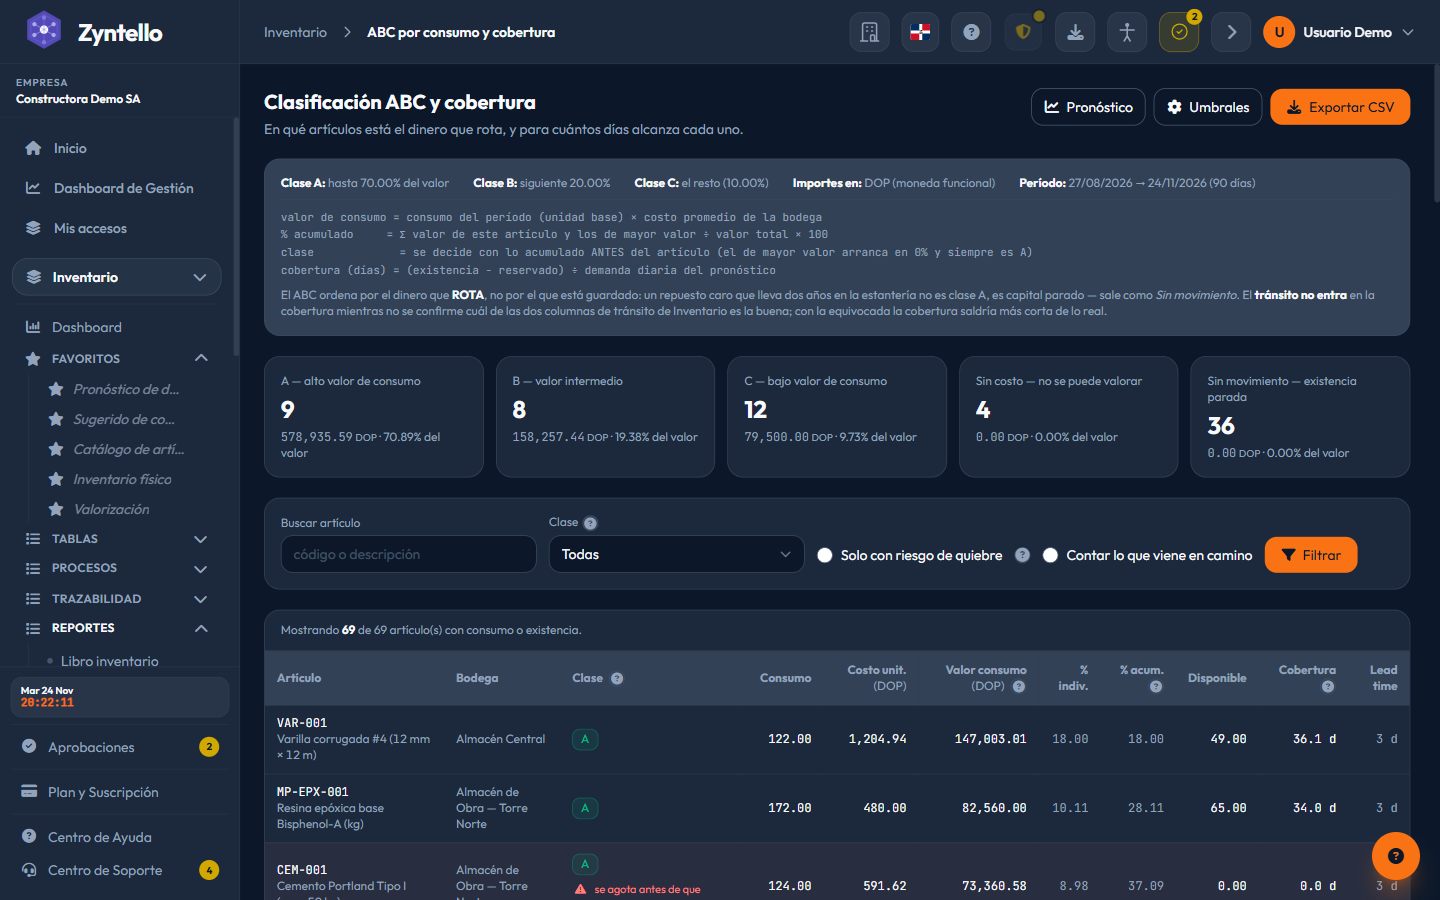 Zyntello
Inventario > ABC por consumo y cobertura
2
U Usuario Demo
EMPRESA
Constructora Demo SA
Inicio
Dashboard de Gestión
Mis accesos
Inventario
Dashboard
FAVORITOS
Pronóstico de d...
Sugerido de co...
Catálogo de artí...
Inventario físico
Valorización
TABLAS
PROCESOS
TRAZABILIDAD
REPORTES
Libro inventario
Mar 24 Nov
20:22:11
Aprobaciones 2
Plan y Suscripción
Centro de Ayuda
Centro de Soporte 4
Clasificación ABC y cobertura
En qué artículos está el dinero que rota, y para cuántos días alcanza cada uno.
Pronóstico
Umbrales
Exportar CSV
Clase A: hasta 70.00% del valor Clase B: siguiente 20.00% Clase C: el resto (10.00%) Importes en: DOP (moneda funcional) Período: 27/08/2026 → 24/11/2026 (90 días)
valor de consumo = consumo del período (unidad base) × costo promedio de la bodega
% acumulado = Σ valor de este artículo y los de mayor valor ÷ valor total × 100
clase = se decide con lo acumulado ANTES del artículo (el de mayor valor arranca en 0% y siempre es A)
cobertura (días) = (existencia - reservado) ÷ demanda diaria del pronóstico
El ABC ordena por el dinero que ROTA, no por el que está guardado: un repuesto caro que lleva dos años en la estantería no es clase A, es capital parado — sale como Sin movimiento. El tránsito no entra en la
cobertura mientras no se confirme cuál de las dos columnas de tránsito de Inventario es la buena; con la equivocada la cobertura saldría más corta de lo real.
A — alto valor de consumo
9
578,935.59 DOP · 70.89% del
valor
B — valor intermedio
8
158,257.44 DOP · 19.38% del valor
C — bajo valor de consumo
12
79,500.00 DOP · 9.73% del valor
Sin costo — no se puede valorar
4
0.00 DOP · 0.00% del valor
Sin movimiento — existencia
parada
36
0.00 DOP · 0.00% del valor
Buscar artículo
código o descripción
Clase ?
Todas
Solo con riesgo de quiebre ?
Contar lo que viene en camino
Filtrar
Mostrando 69 de 69 artículo(s) con consumo o existencia.
Artículo Bodega Clase ? Consumo Costo unit. (DOP) Valor consumo (DOP) ? % indiv. % acum. ? Disponible Cobertura ? Lead time
VAR-001
Varilla corrugada #4 (12 mm
× 12 m)
Almacén Central A 122.00 1,204.94 147,003.01 18.00 18.00 49.00 36.1 d 3 d
MP-EPX-001
Resina epóxica base
Bisphenol-A (kg)
Almacén de
Obra — Torre
Norte
A 172.00 480.00 82,560.00 10.11 28.11 65.00 34.0 d 3 d
CEM-001
Cemento Portland Tipo I
Almacén de
Obra — Torre
A
se agota antes de que
124.00 591.62 73,360.58 8.98 37.09 0.00 0.0 d 3 d